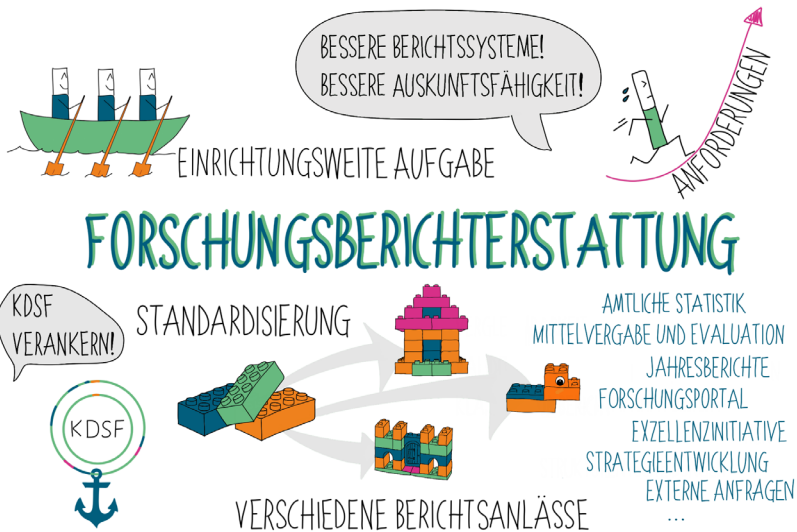 BESSERE BERICHTSSYSTEME!
BESSERE AUSKUNFTSFÄHIGKEIT!
ANFORDERUNGEN
EINRICHTUNGSWEITE AUFGABE
FORSCHUNGSBERICHTERSTATTUNG
KDSF
VERANKERN!
STANDARDISIERUNG
KDSF
AMTLICHE STATISTIK
MITTELVERGABE UND EVALUATION
JAHRESBERICHTE
FORSCHUNGSPORTAL
EXZELLENZINITIATIVE
STRATEGIEENTWICKLUNG
EXTERNE ANFRAGEN
...
VERSCHIEDENE BERICHTSANLÄSSE